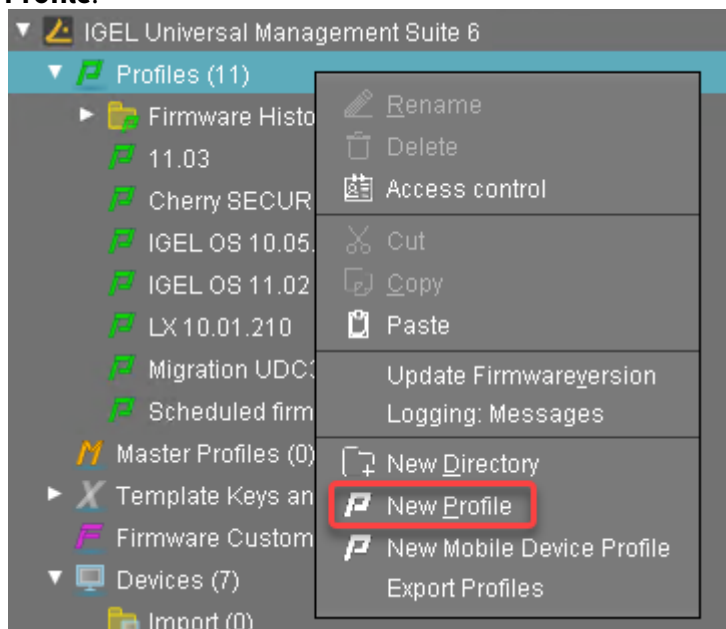 Profile.
IGEL Universal Management Suite 6
Profiles (11)
Firmware Histo
11.03
Cherry SECUR
IGEL OS 10.05.
IGEL OS 11.02
LX 10.01.210
Migration UDC3
Scheduled firm
Master Profiles (0)
Template Keys an
Firmware Custom
Devices (7)
Import (0)
Rename
Delete
Access control
Cut
Copy
Paste
Update Firmwareversion
Logging: Messages
New Directory
New Profile
New Mobile Device Profile
Export Profiles